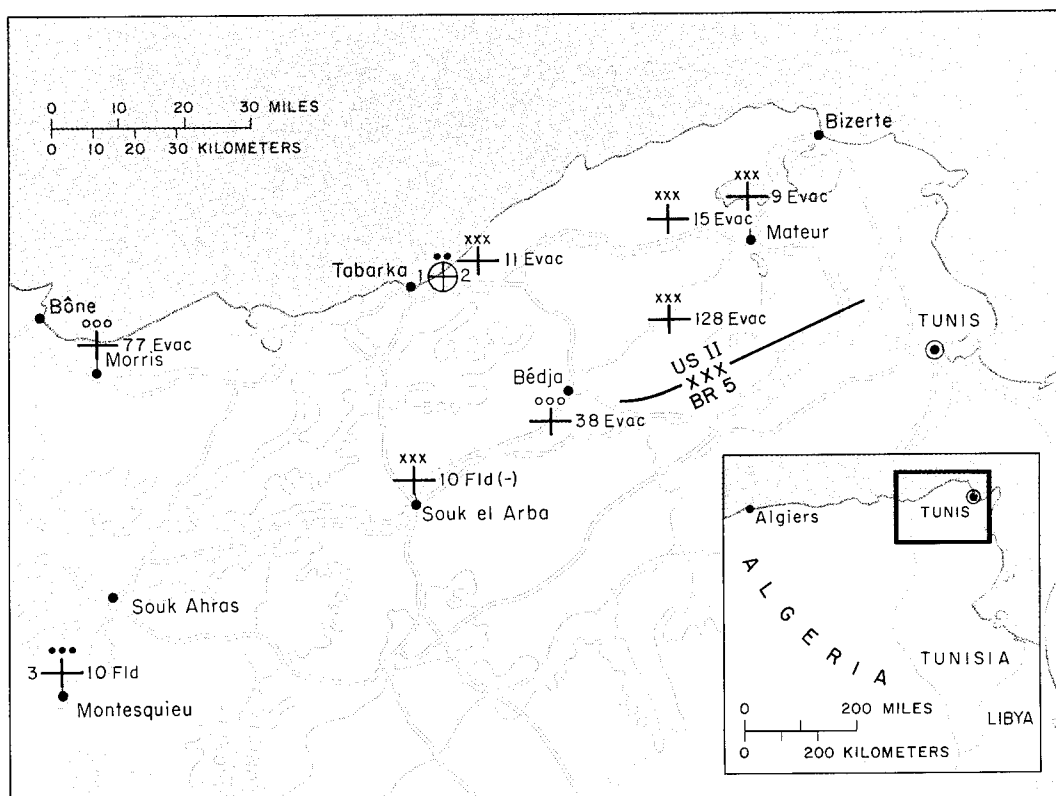 0 10 20 30 MILES
0 10 20 30 KILOMETERS
Bizerte
xxx
9 Evac
xxx
15 Evac
Mateur
xxx
11 Evac
Tabarka
1 2
Bône
ooo
77 Evac
Morris
xxx
128 Evac
TUNIS
US II
XXX
BR 5
Bédja
ooo
38 Evac
xxx
10 Fld (-)
Souk el Arba
Souk Ahras
3 10 Fld
Montesquieu
Algiers
TUNIS
ALGERIA
TUNISIA
LIBYA
0 200 MILES
0 200 KILOMETERS